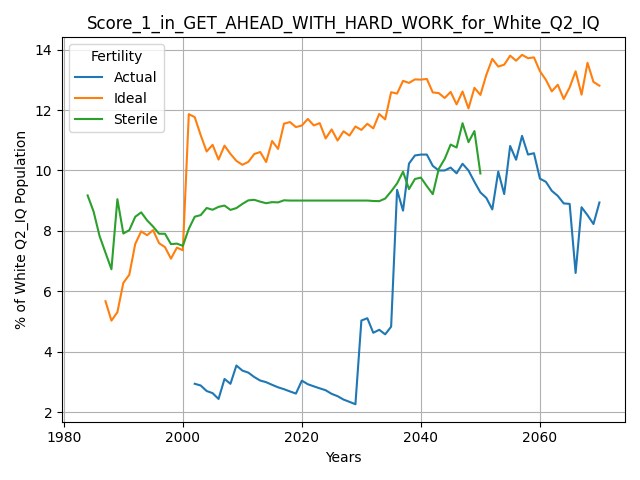 Score_1_in_GET_AHEAD_WITH_HARD_WORK_for_White_Q2_IQ
Fertility
Actual
Ideal
Sterile
% of White Q2_IQ Population
14
12
10
8
6
4
2
1980
2000
2020
2040
2060
Years